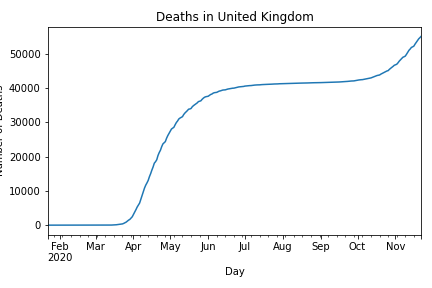 Deaths in United Kingdom
Number of Deaths
50000
40000
30000
20000
10000
0
Feb Mar Apr May Jun Jul Aug Sep Oct Nov
2020
Day